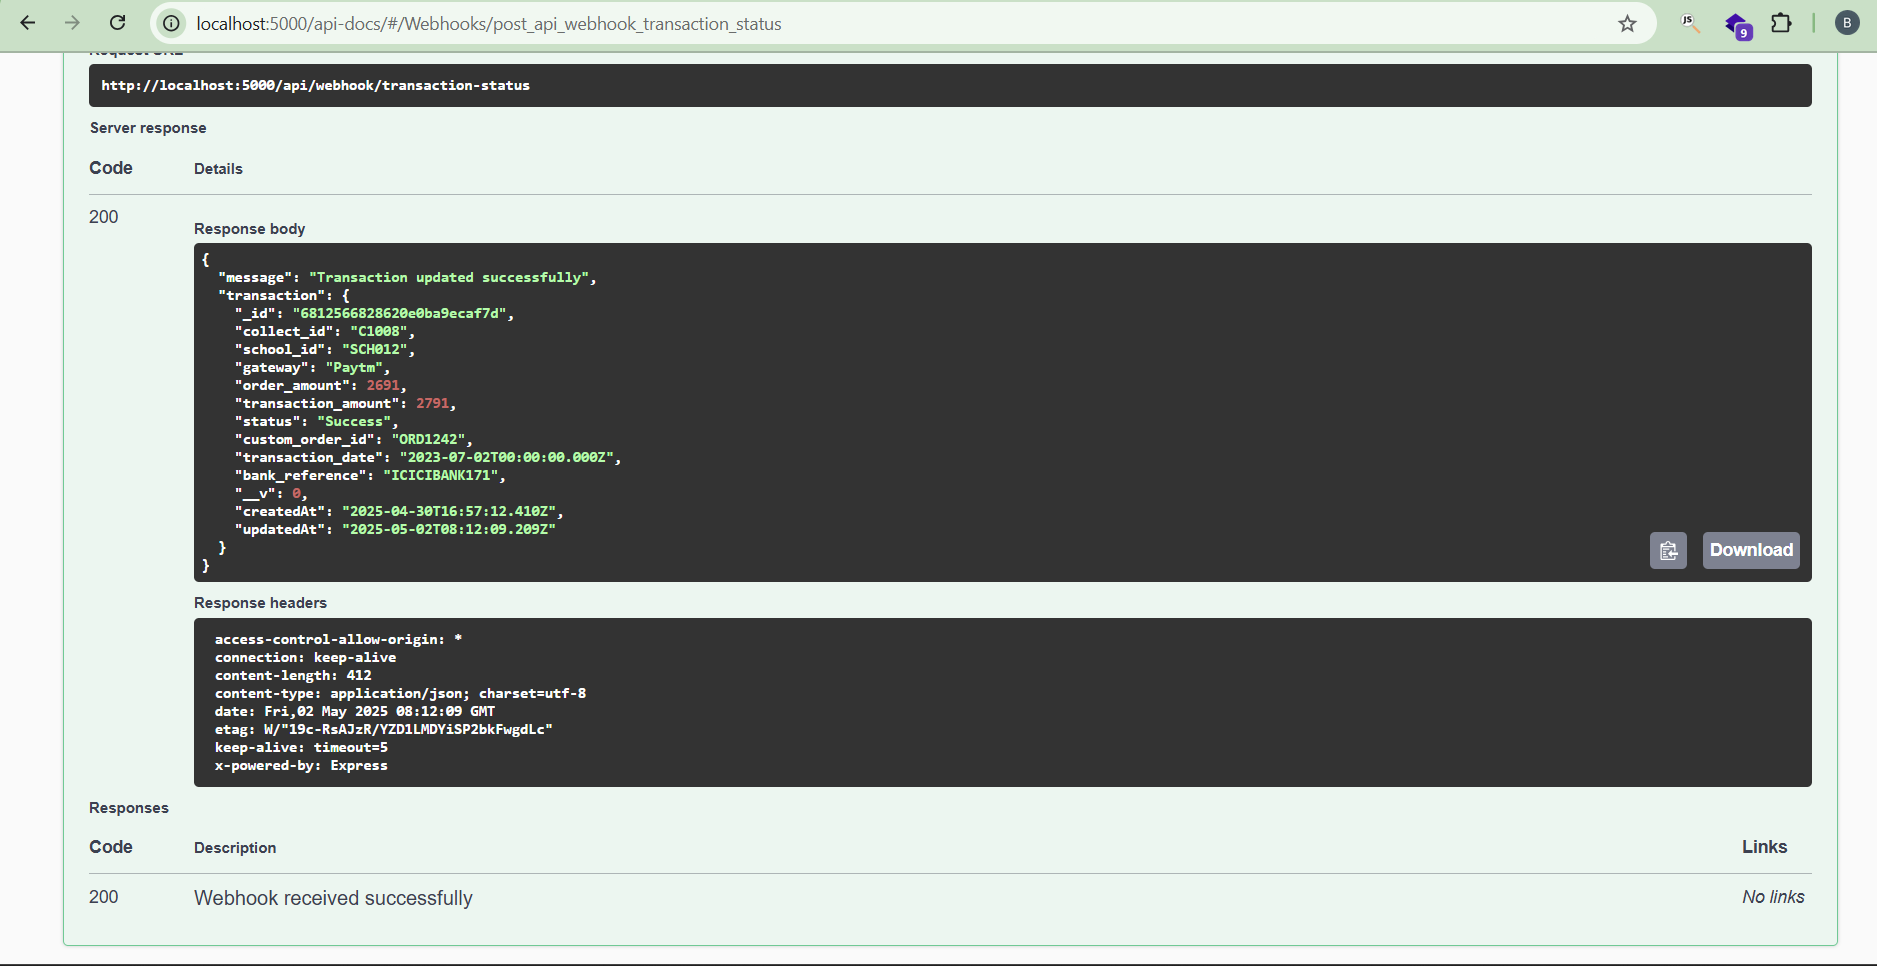 localhost:5000/api-docs/#/Webhooks/post_api_webhook_transaction_status
JS
9
B
Request URL
http://localhost:5000/api/webhook/transaction-status
Server response
Code Details
200
Response body
{
  "message": "Transaction updated successfully",
  "transaction": {
    "_id": "6812566828620e0ba9ecaf7d",
    "collect_id": "C1008",
    "school_id": "SCH012",
    "gateway": "Paytm",
    "order_amount": 2691,
    "transaction_amount": 2791,
    "status": "Success",
    "custom_order_id": "ORD1242",
    "transaction_date": "2023-07-02T00:00:00.000Z",
    "bank_reference": "ICICIBANK171",
    "__v": 0,
    "createdAt": "2025-04-30T16:57:12.410Z",
    "updatedAt": "2025-05-02T08:12:09.209Z"
  }
}
Download
Response headers
access-control-allow-origin: *
connection: keep-alive
content-length: 412
content-type: application/json; charset=utf-8
date: Fri,02 May 2025 08:12:09 GMT
etag: W/"19c-RsAJzR/YZD1LMDYiSP2bkFwgdLc"
keep-alive: timeout=5
x-powered-by: Express
Responses
Code Description Links
200 Webhook received successfully No links